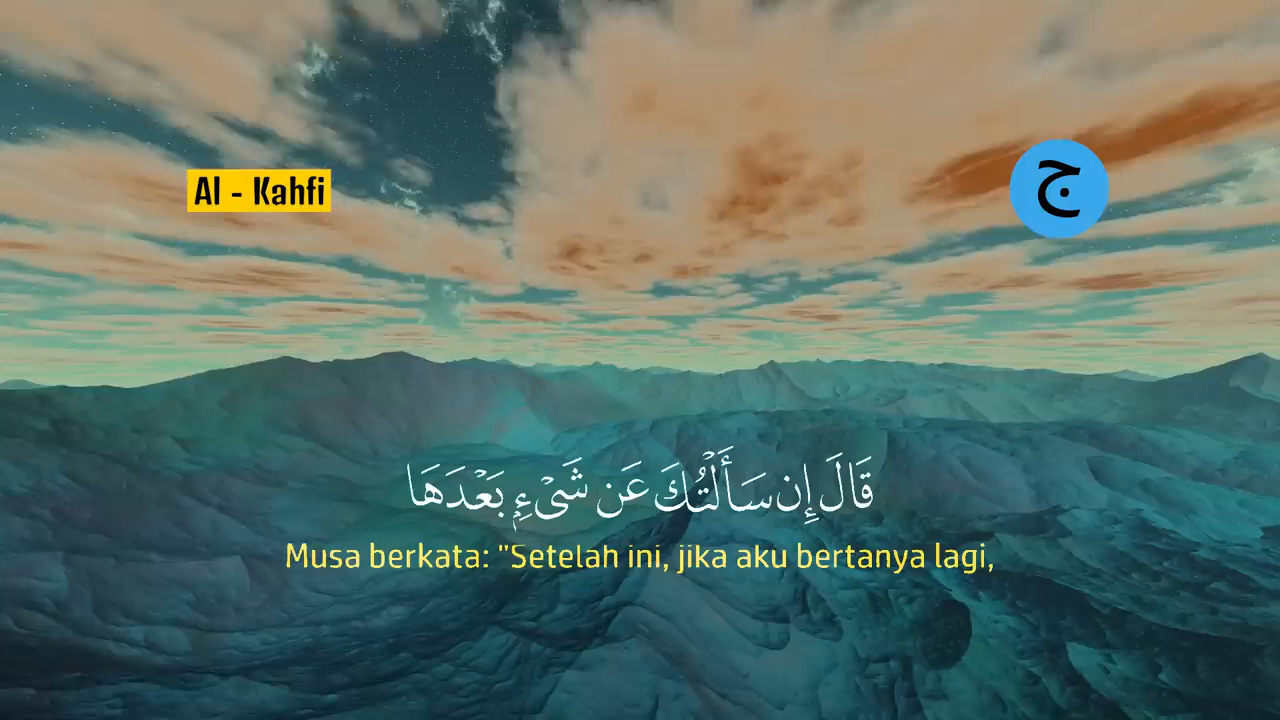 Al - Kahfi
ج
قَالَ إِن سَأَلْتُكَ عَن شَىْءٍۭ بَعْدَهَا
Musa berkata: "Setelah ini, jika aku bertanya lagi,